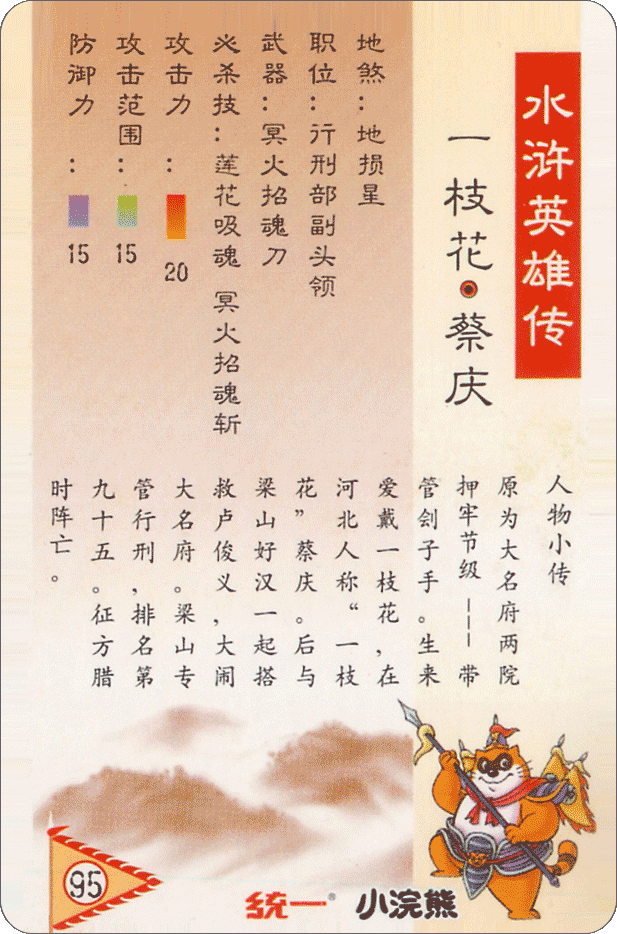 水浒英雄传
一枝花·蔡庆
地煞：地损星
职位：行刑部副头领
武器：冥火招魂刀
必杀技：莲花吸魂 冥火招魂斩
攻击力：20
攻击范围：15
防御力：15
人物小传
原为大名府两院
押牢节级———带
管刽子手。生来
爱戴一枝花，在
河北人称“一枝
花”蔡庆。后与
梁山好汉一起搭
救卢俊义，大闹
大名府。梁山专
管行刑，排名第
九十五。征方腊
时阵亡。
95
统一® 小浣熊